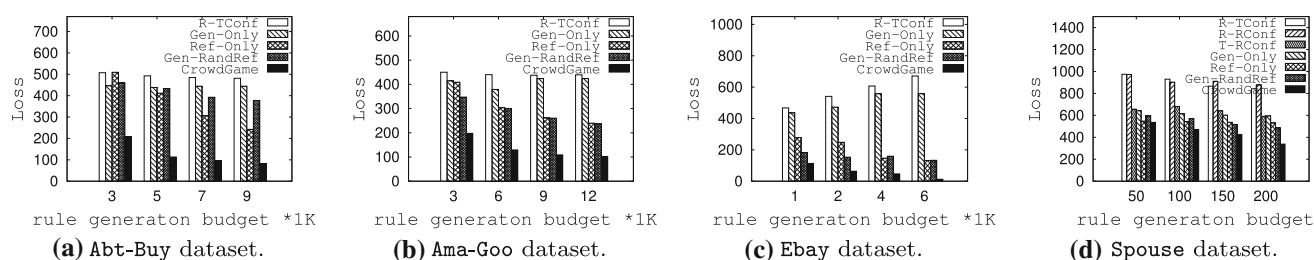 Loss
700
600
500
400
300
200
100
0
R-TConf
Gen-Only
Ref-Only
Gen-RandRef
CrowdGame
3 5 7 9
rule generaton budget *1K
(a) Abt-Buy dataset.
Loss
600
500
400
300
200
100
0
R-TConf
Gen-Only
Ref-Only
Gen-RandRef
CrowdGame
3 6 9 12
rule generaton budget *1K
(b) Ama-Goo dataset.
Loss
1000
800
600
400
200
0
R-TConf
Gen-Only
Ref-Only
Gen-RandRef
CrowdGame
1 2 4 6
rule generaton budget *1K
(c) Ebay dataset.
Loss
1400
1200
1000
800
600
400
200
0
R-TConf
R-RConf
T-RConf
Gen-Only
Ref-Only
Gen-RandRef
CrowdGame
50 100 150 200
rule generaton budget
(d) Spouse dataset.